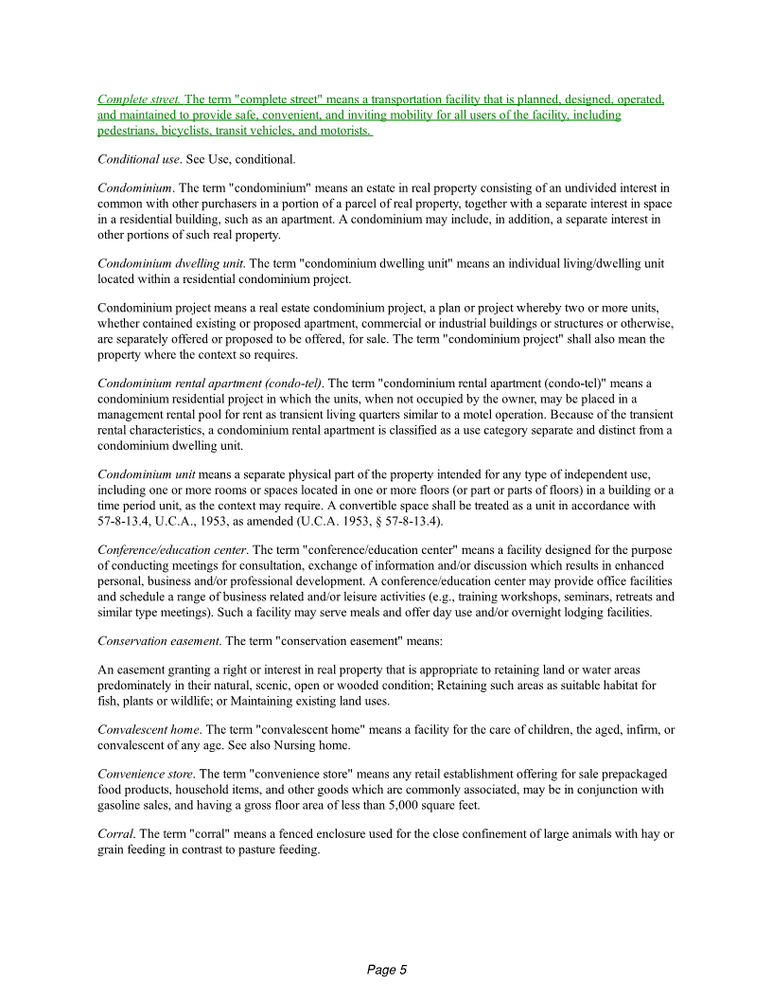 Complete street. The term "complete street" means a transportation facility that is planned, designed, operated,
and maintained to provide safe, convenient, and inviting mobility for all users of the facility, including
pedestrians, bicyclists, transit vehicles, and motorists.
Conditional use. See Use, conditional.
Condominium. The term "condominium" means an estate in real property consisting of an undivided interest in
common with other purchasers in a portion of a parcel of real property, together with a separate interest in space
in a residential building, such as an apartment. A condominium may include, in addition, a separate interest in
other portions of such real property.
Condominium dwelling unit. The term "condominium dwelling unit" means an individual living/dwelling unit
located within a residential condominium project.
Condominium project means a real estate condominium project, a plan or project whereby two or more units,
whether contained existing or proposed apartment, commercial or industrial buildings or structures or otherwise,
are separately offered or proposed to be offered, for sale. The term "condominium project" shall also mean the
property where the context so requires.
Condominium rental apartment (condo-tel). The term "condominium rental apartment (condo-tel)" means a
condominium residential project in which the units, when not occupied by the owner, may be placed in a
management rental pool for rent as transient living quarters similar to a motel operation. Because of the transient
rental characteristics, a condominium rental apartment is classified as a use category separate and distinct from a
condominium dwelling unit.
Condominium unit means a separate physical part of the property intended for any type of independent use,
including one or more rooms or spaces located in one or more floors (or part or parts of floors) in a building or a
time period unit, as the context may require. A convertible space shall be treated as a unit in accordance with
57-8-13.4, U.C.A., 1953, as amended (U.C.A. 1953, § 57-8-13.4).
Conference/education center. The term "conference/education center" means a facility designed for the purpose
of conducting meetings for consultation, exchange of information and/or discussion which results in enhanced
personal, business and/or professional development. A conference/education center may provide office facilities
and schedule a range of business related and/or leisure activities (e.g., training workshops, seminars, retreats and
similar type meetings). Such a facility may serve meals and offer day use and/or overnight lodging facilities.
Conservation easement. The term "conservation easement" means:
An easement granting a right or interest in real property that is appropriate to retaining land or water areas
predominately in their natural, scenic, open or wooded condition; Retaining such areas as suitable habitat for
fish, plants or wildlife; or Maintaining existing land uses.
Convalescent home. The term "convalescent home" means a facility for the care of children, the aged, infirm, or
convalescent of any age. See also Nursing home.
Convenience store. The term "convenience store" means any retail establishment offering for sale prepackaged
food products, household items, and other goods which are commonly associated, may be in conjunction with
gasoline sales, and having a gross floor area of less than 5,000 square feet.
Corral. The term "corral" means a fenced enclosure used for the close confinement of large animals with hay or
grain feeding in contrast to pasture feeding.
Page 5